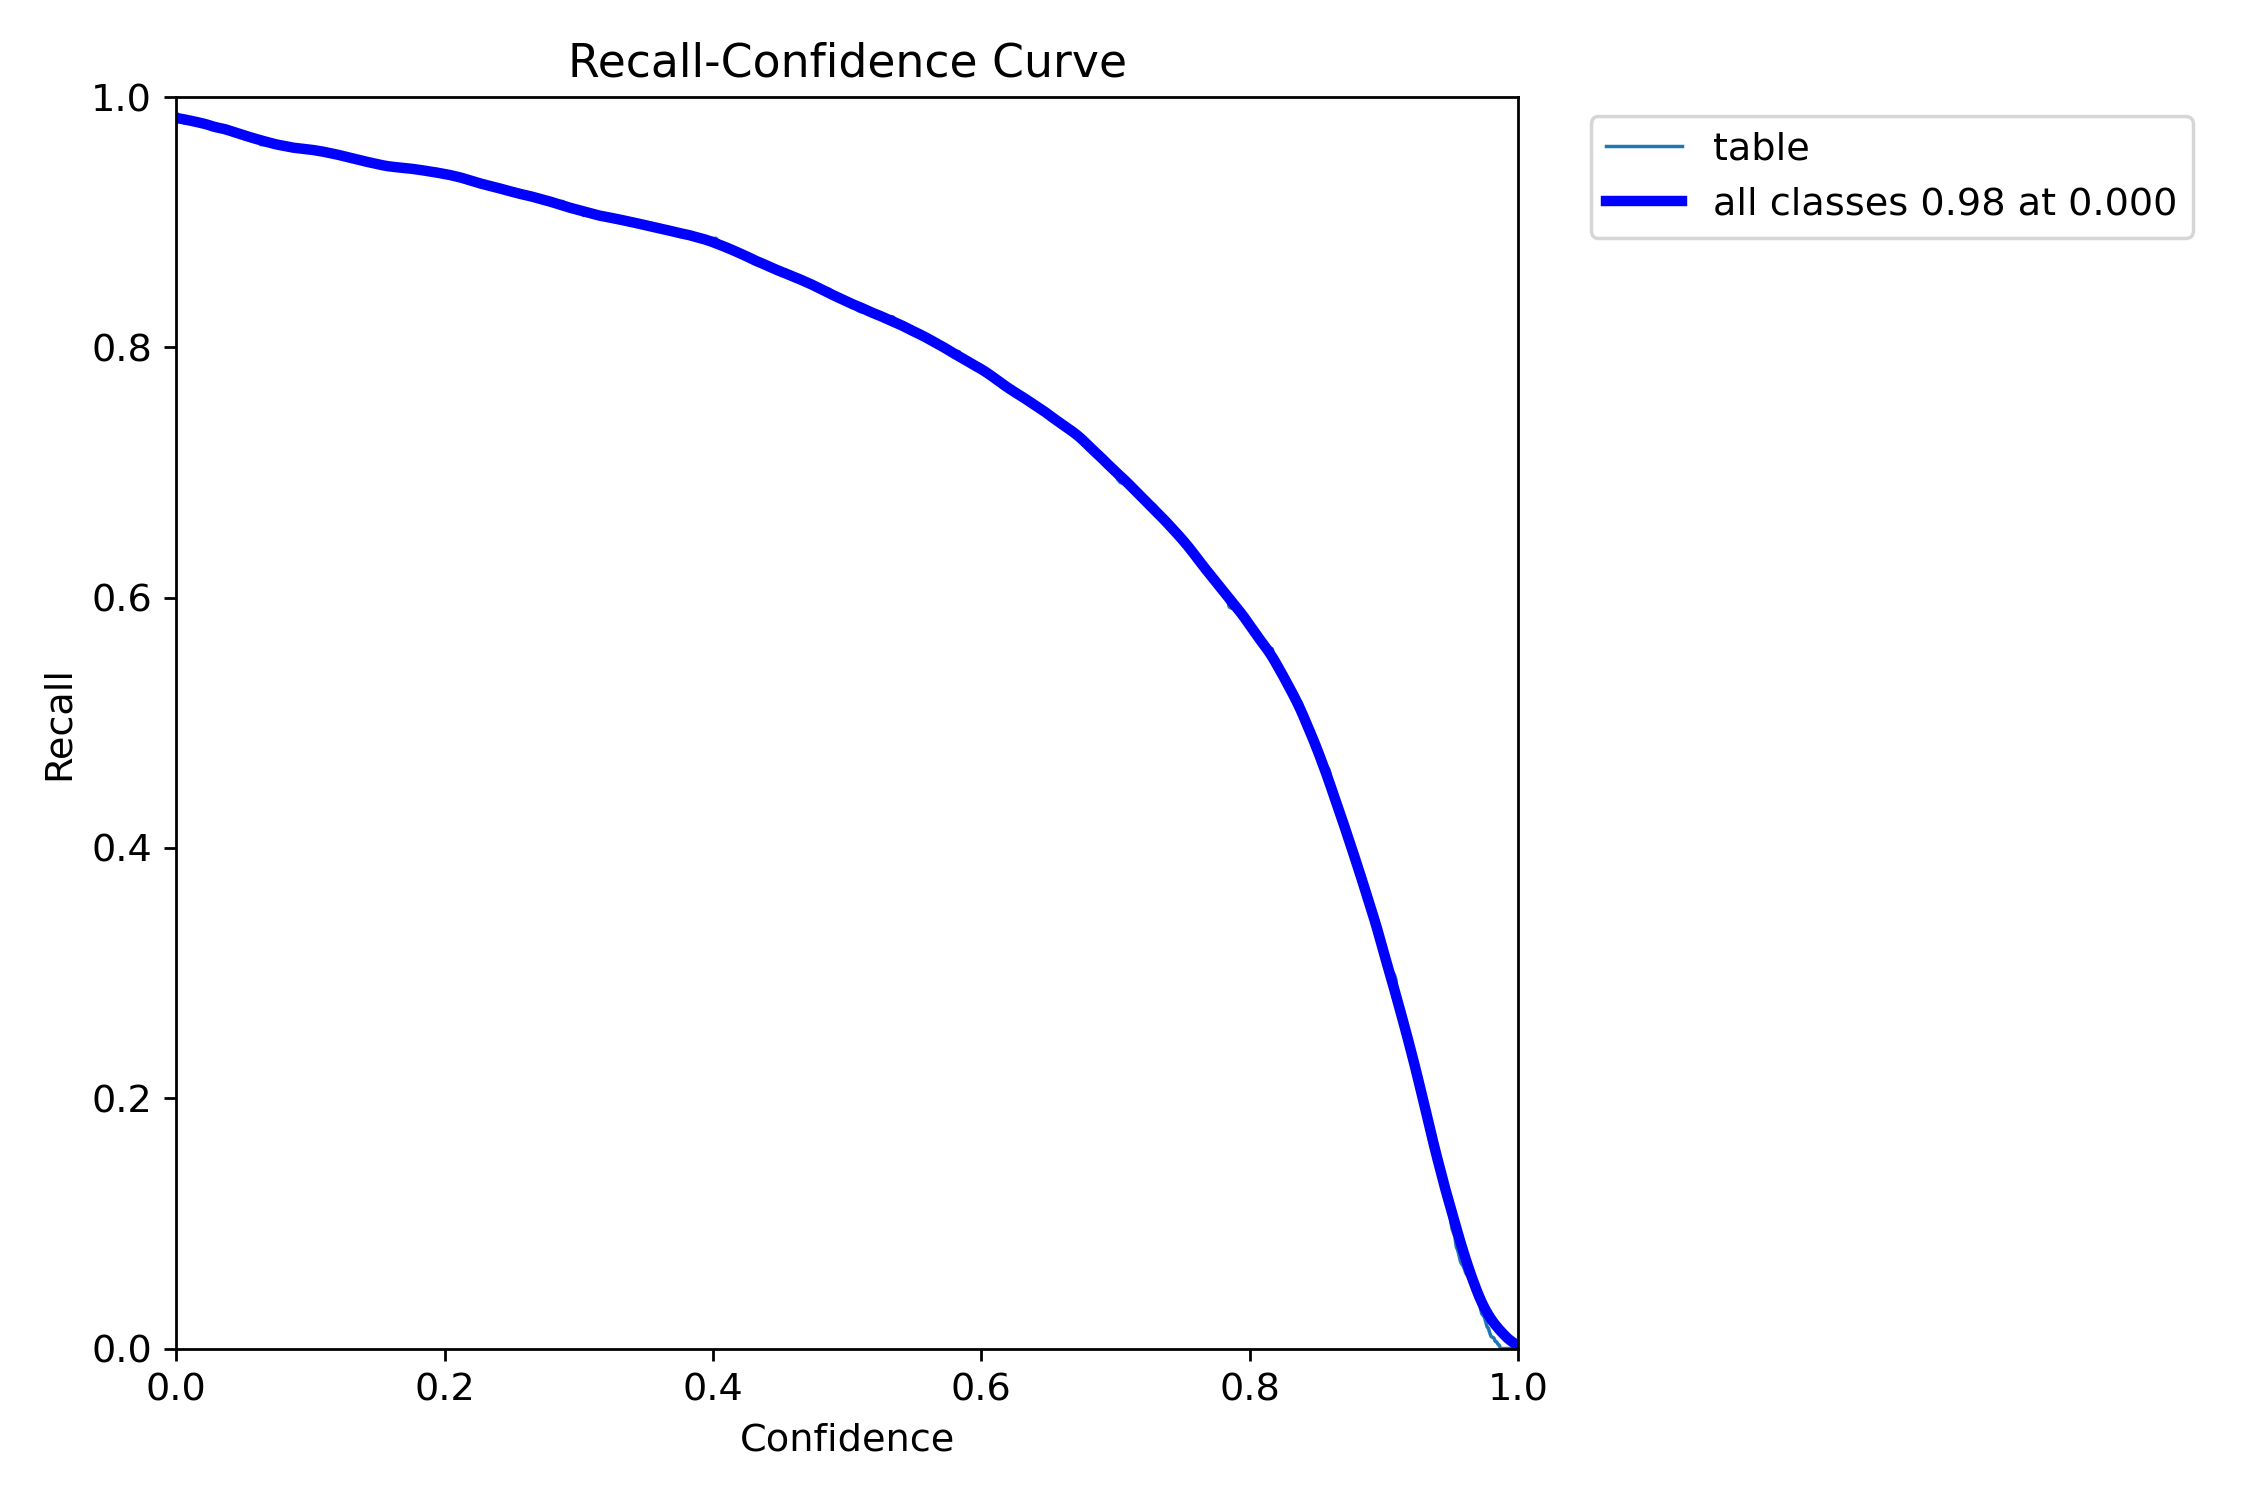 Recall-Confidence Curve
1.0
0.8
0.6
0.4
0.2
0.0
Recall
0.0 0.2 0.4 0.6 0.8 1.0
Confidence
table
all classes 0.98 at 0.000